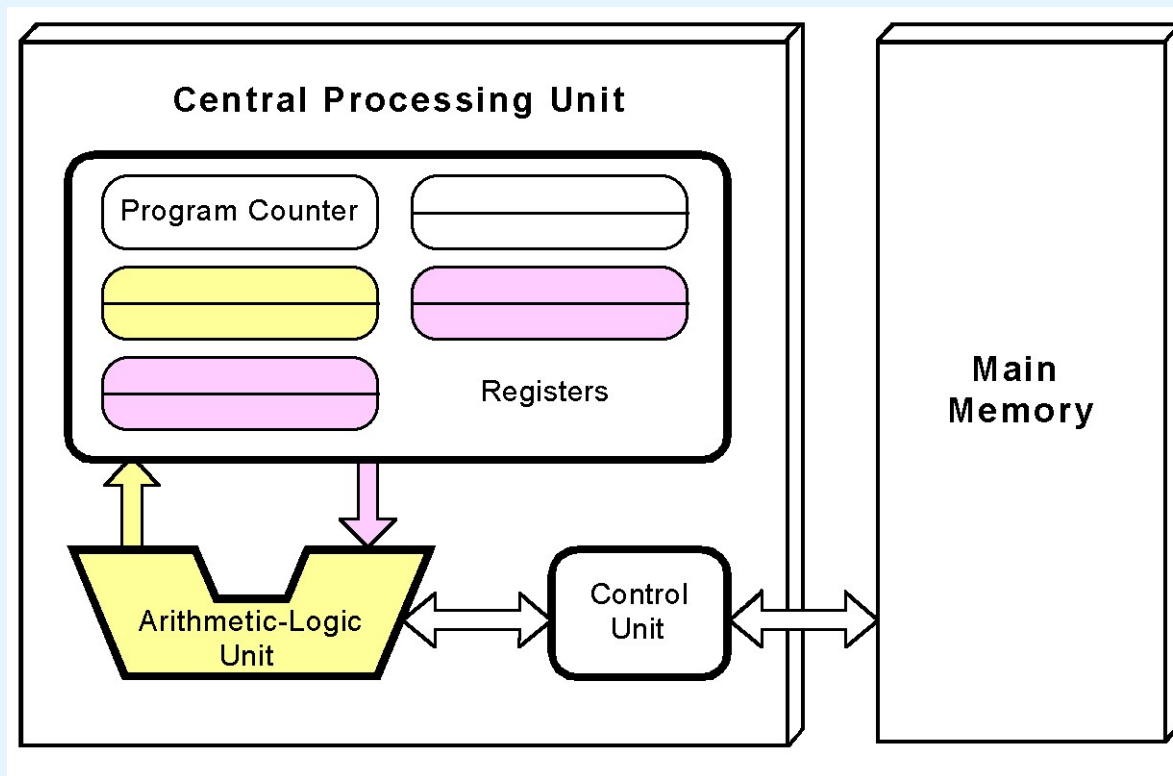 Central Processing Unit
Program Counter
Registers
Main
Memory
Arithmetic-Logic
Unit
Control
Unit